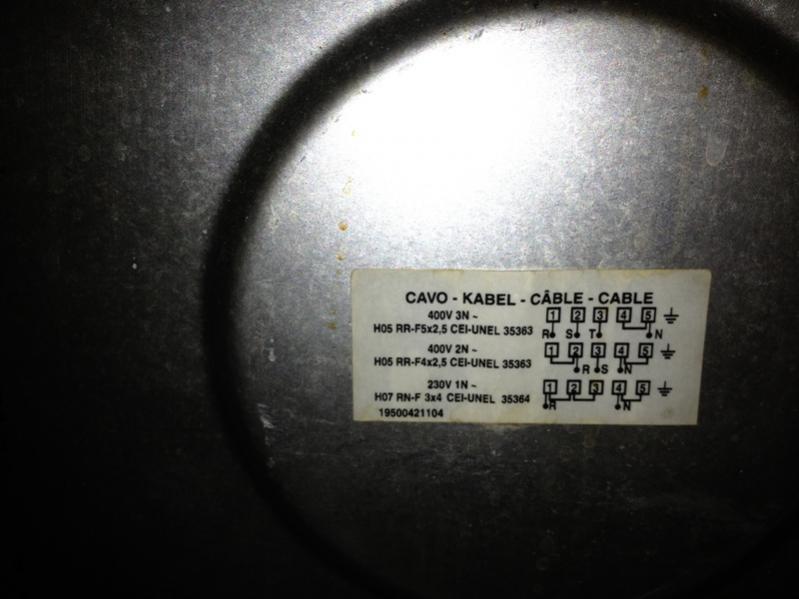 CAVO - KABEL - CÂBLE - CABLE
400V 3N ~
H05 RR-F5x2,5 CEI-UNEL 35363
1 2 3 4 5
R S T N
400V 2N ~
H05 RR-F4x2,5 CEI-UNEL 35363
1 2 3 4 5
R S N
230V 1N ~
H07 RN-F 3x4 CEI-UNEL 35364
1 2 3 4 5
R N
19500421104